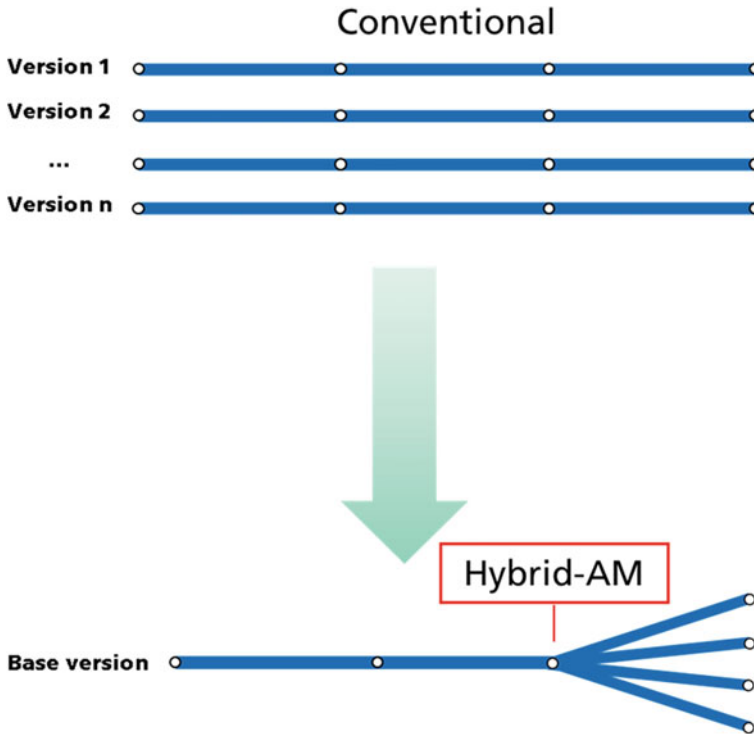 Conventional
Version 1
Version 2
...
Version n
Hybrid-AM
Base version